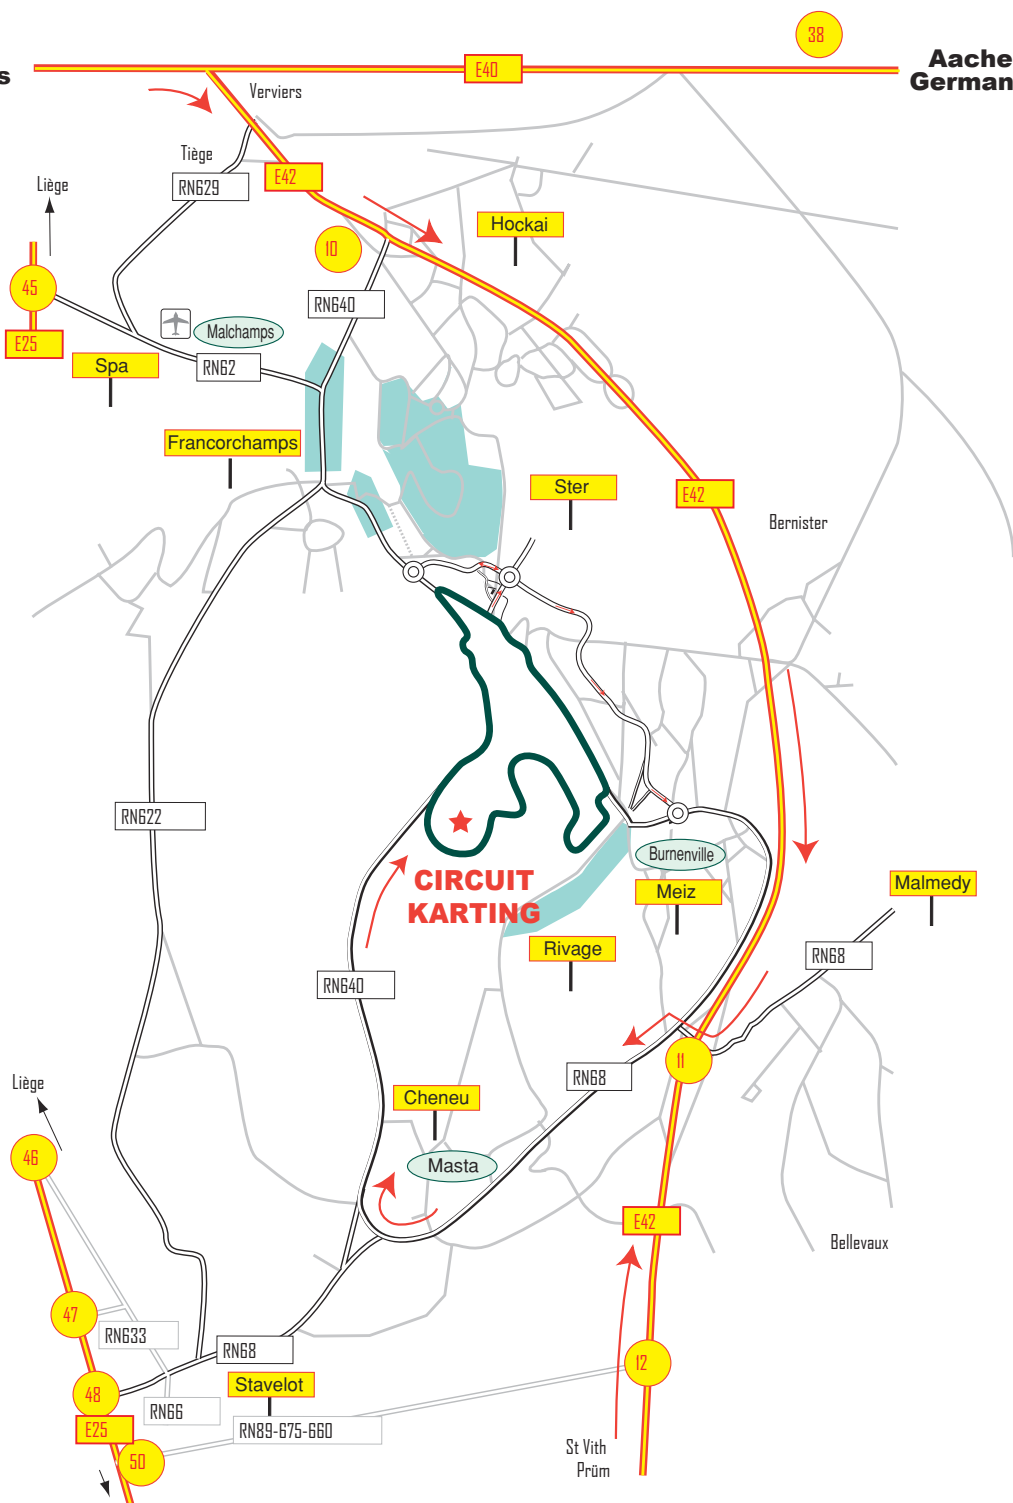 38
s
E40
Aache
German
Verviers
Tiège
E42
Liège
RN629
Hockai
10
45
RN640
Malchamps
E25
RN62
Spa
Francorchamps
Ster
E42
Bernister
RN622
Burnenville
CIRCUIT
KARTING
Meiz
Malmedy
Rivage
RN68
RN640
11
RN68
Liège
Cheneu
46
Masta
E42
Bellevaux
47
RN633
RN68
12
48
Stavelot
RN66
E25
RN89-675-660
50
St Vith
Prüm